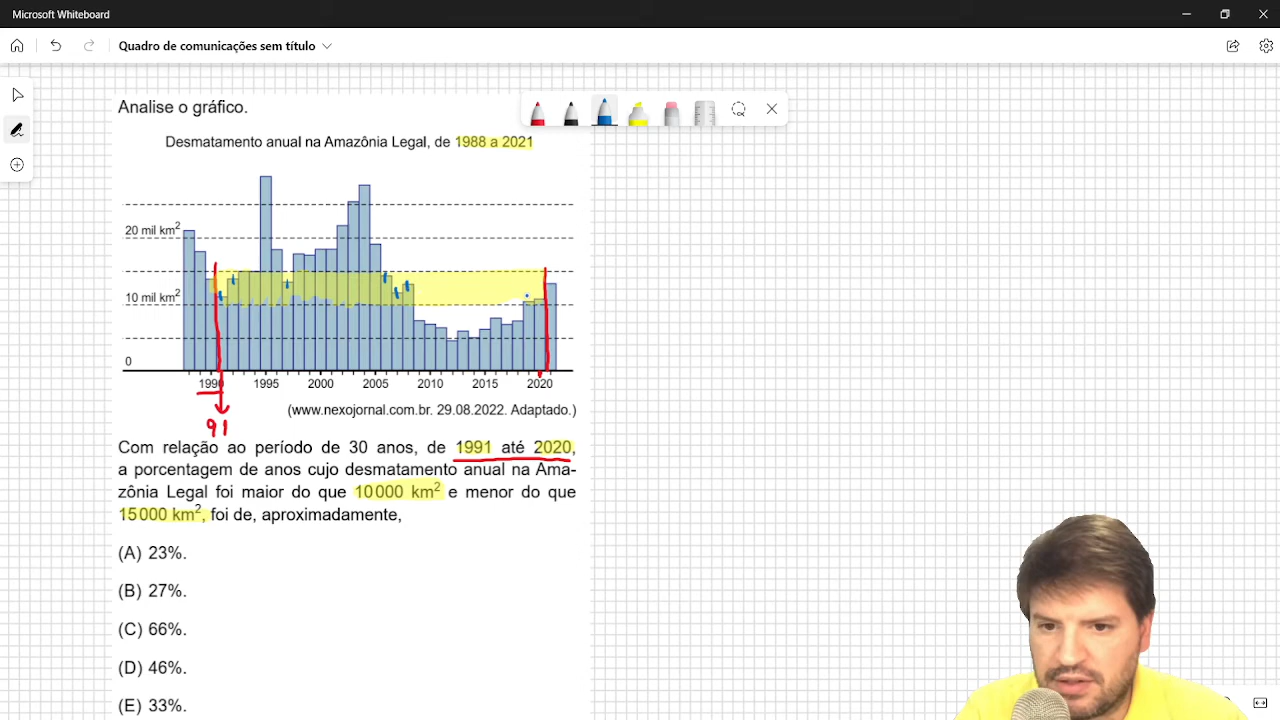 Microsoft Whiteboard
Quadro de comunicações sem título
Analise o gráfico.
Desmatamento anual na Amazônia Legal, de 1988 a 2021
20 mil km²
10 mil km²
0
1990 1995 2000 2005 2010 2015 2020
91
(www.nexojornal.com.br. 29.08.2022. Adaptado.)
Com relação ao período de 30 anos, de 1991 até 2020,
a porcentagem de anos cujo desmatamento anual na Ama-
zônia Legal foi maior do que 10 000 km² e menor do que
15 000 km², foi de, aproximadamente,
(A) 23%.
(B) 27%.
(C) 66%.
(D) 46%.
(E) 33%.